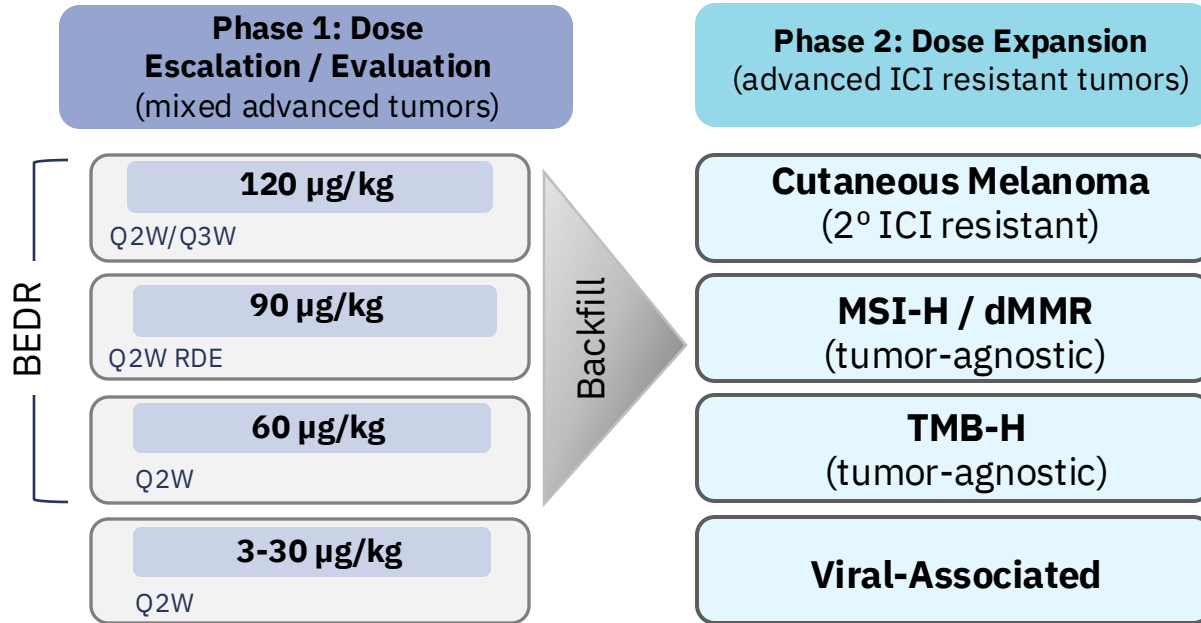 Phase 1: Dose
Escalation / Evaluation
(mixed advanced tumors)
Phase 2: Dose Expansion
(advanced ICI resistant tumors)
BEDR
120 µg/kg
Q2W/Q3W
90 µg/kg
Q2W RDE
60 µg/kg
Q2W
3-30 µg/kg
Q2W
Backfill
Cutaneous Melanoma
(2º ICI resistant)
MSI-H / dMMR
(tumor-agnostic)
TMB-H
(tumor-agnostic)
Viral-Associated